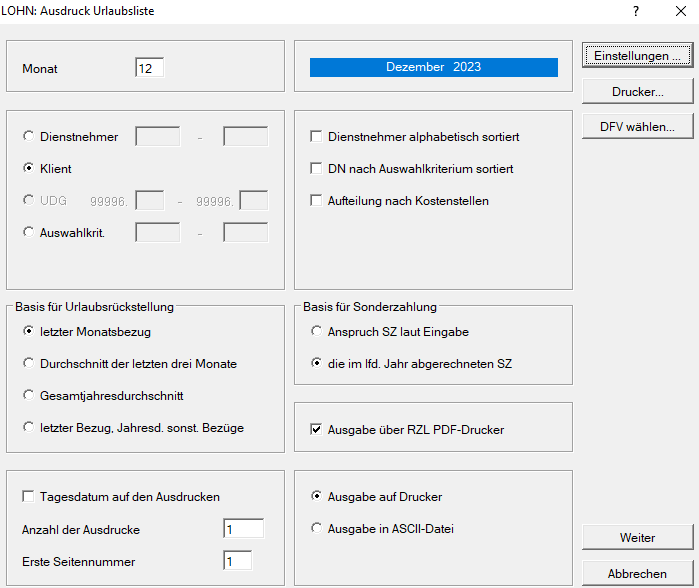 LOHN: Ausdruck Urlaubsliste ?
Monat 12
Dezember 2023
Einstellungen ...
Drucker...
DFV wählen...
Dienstnehmer -
Klient
UDG 99996. - 99996.
Auswahlkrit. -
Dienstnehmer alphabetisch sortiert
DN nach Auswahlkriterium sortiert
Aufteilung nach Kostenstellen
Basis für Urlaubsrückstellung
letzter Monatsbezug
Durchschnitt der letzten drei Monate
Gesamtjahresdurchschnitt
letzter Bezug, Jahresd. sonst. Bezüge
Basis für Sonderzahlung
Anspruch SZ laut Eingabe
die im lfd. Jahr abgerechneten SZ
Ausgabe über RZL PDF-Drucker
Tagesdatum auf den Ausdrucken
Anzahl der Ausdrucke 1
Erste Seitennummer 1
Ausgabe auf Drucker
Ausgabe in ASCII-Datei
Weiter
Abbrechen